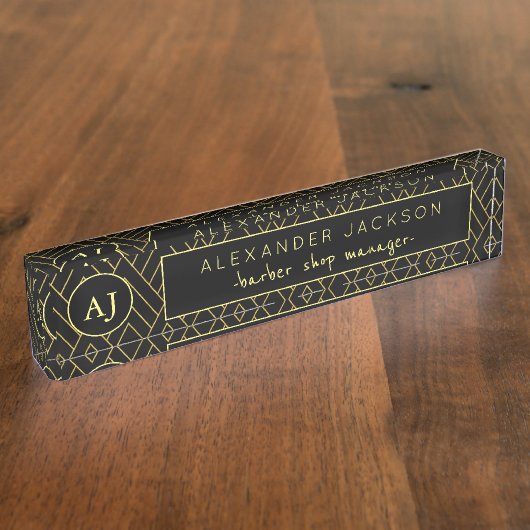 AJ
ALEXANDER JACKSON
-barber shop manager-